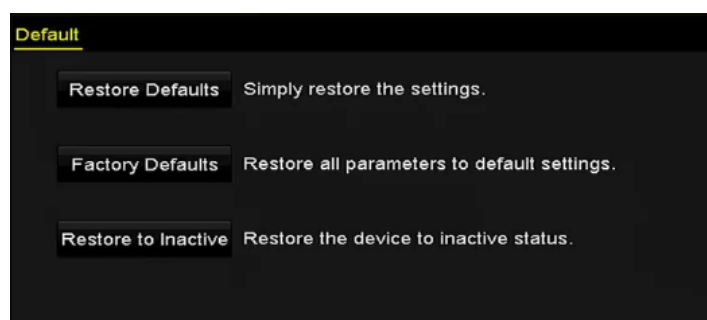 Default
Restore Defaults Simply restore the settings.
Factory Defaults Restore all parameters to default settings.
Restore to Inactive Restore the device to inactive status.